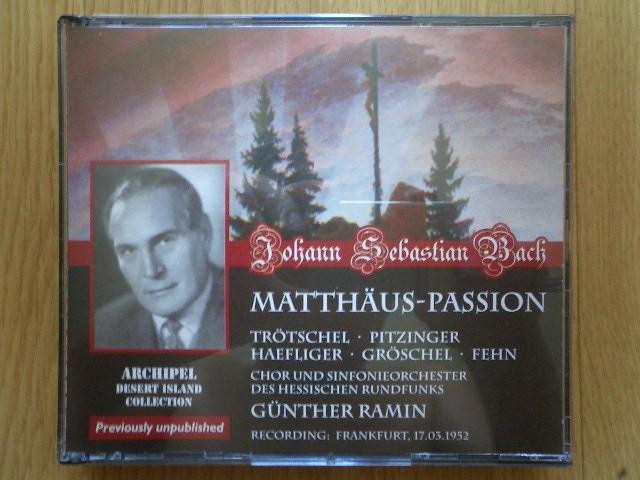 Johann Sebastian Bach
MATTHÄUS-PASSION
TRÖTSCHEL · PITZINGER
HAEFLIGER · GRÖSCHEL · FEHN
CHOR UND SINFONIEORCHESTER
DES HESSISCHEN RUNDFUNKS
GÜNTHER RAMIN
RECORDING: FRANKFURT, 17.03.1952
ARCHIPEL
DESERT ISLAND
COLLECTION
Previously unpublished